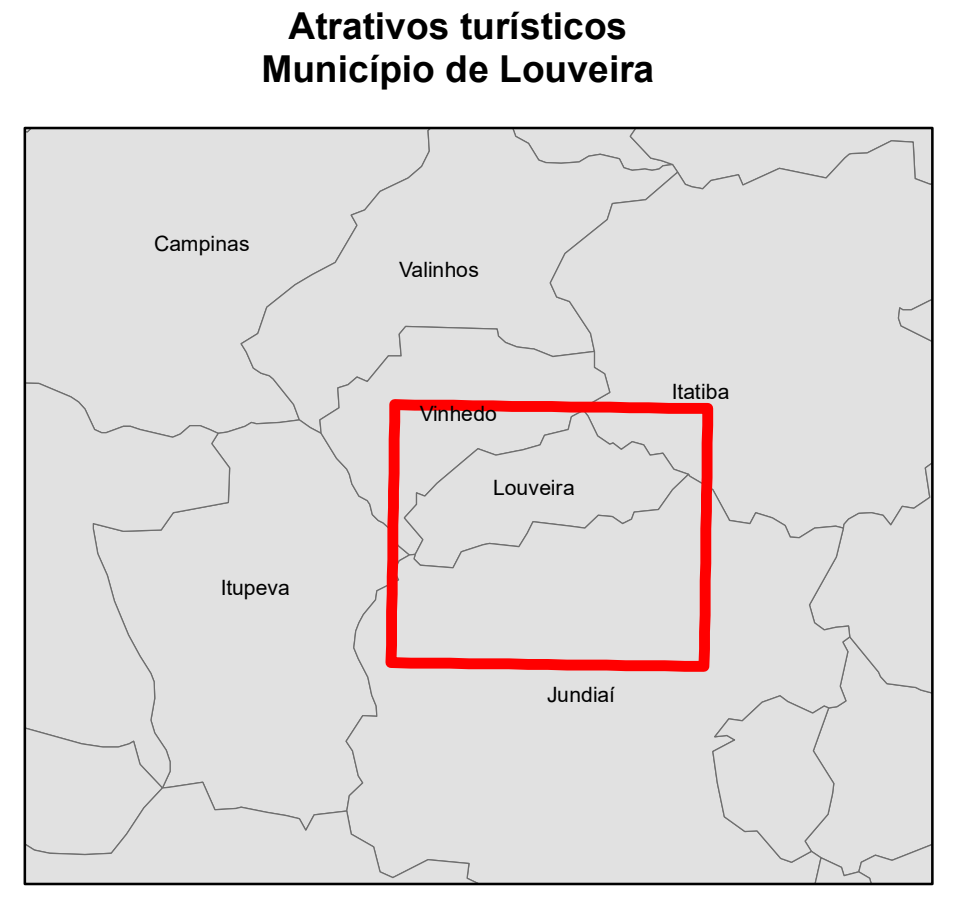 Atrativos turísticos
Município de Louveira
Campinas
Valinhos
Itatiba
Vinhedo
Louveira
Itupeva
Jundiaí